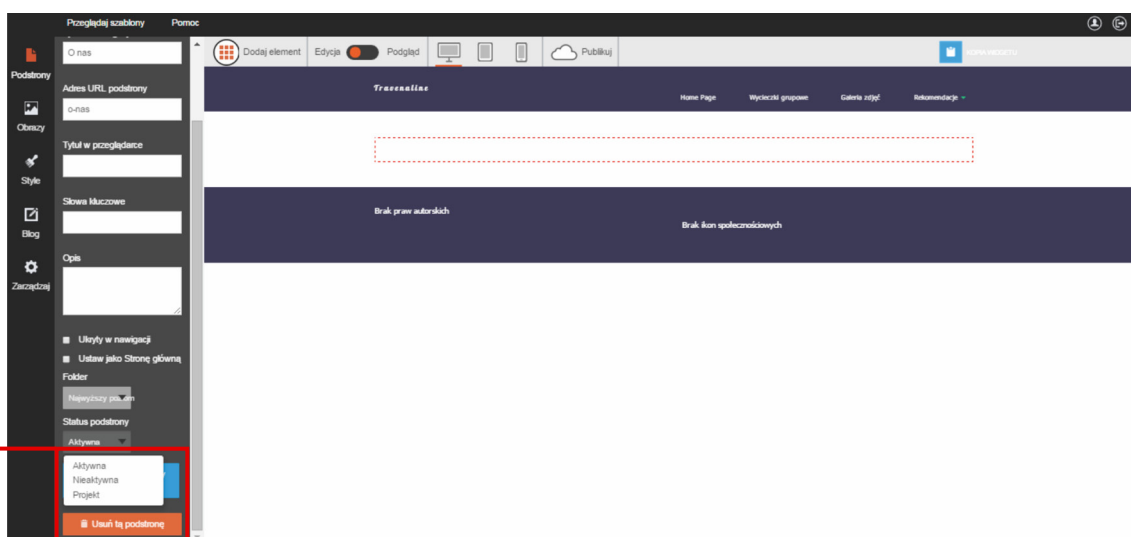 Przeglądaj szablony Pomoc
Dodaj element Edycja Podgląd Publikuj
Podstrony
Obrazy
Style
Blog
Zarządzaj
O nas
Adres URL podstrony
o-nas
Tytuł w przeglądarce
Słowa kluczowe
Opis
Ukryty w nawigacji
Ustaw jako Stronę główną
Folder
Najwyższy
Status podstrony
Aktywna
Aktywna
Nieaktywna
Projekt
Usuń tą podstronę
Travenaline
Home Page Wycieczki grupowe Galeria zdjęć Rekomendacje
Brak praw autorskich
Brak ikon społecznościowych